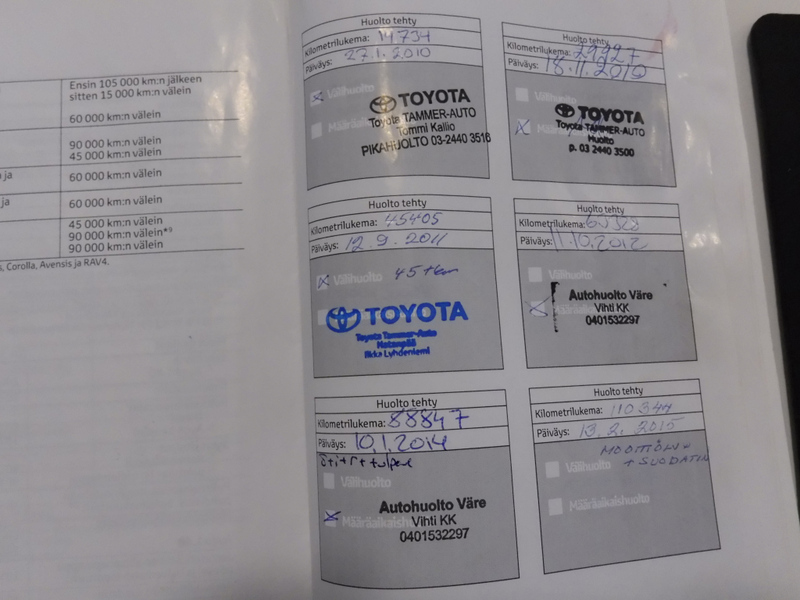 Ensin 105 000 km:n jälkeen
sitten 15 000 km:n välein
60 000 km:n välein
90 000 km:n välein
45 000 km:n välein
ja
60 000 km:n välein
ja
60 000 km:n välein
45 000 km:n välein
90 000 km:n välein*⁹
90 000 km:n välein
, Corolla, Avensis ja RAV4.
Huolto tehty
Kilometrilukema: 14734
Päiväys: 27.1.2010
Välihuolto
TOYOTA
Toyota TAMMER-AUTO
Tommi Kallio
PIKAHUOLTO 03-2440 3516
Huolto tehty
Kilometrilukema: 29927
Päiväys: 18.11.2010
Välihuolto
TOYOTA
Toyota TAMMER-AUTO
Huolto
p. 03 2440 3500
Huolto tehty
Kilometrilukema: 45405
Päiväys: 12.9.2011
Välihuolto 45 tkm
TOYOTA
Toyota Tammer-Auto
Hatanpää
Ilkka Lyhdeniemi
Huolto tehty
Kilometrilukema:
Päiväys: 11.10.2012
Välihuolto
Autohuolto Väre
Vihti KK
0401532297
Huolto tehty
Kilometrilukema: 88847
Päiväys: 10.1.2014
Välihuolto
Määräaikaishuolto
Autohuolto Väre
Vihti KK
0401532297
Huolto tehty
Kilometrilukema:
Päiväys: 13.2.2015
MOOTTIÖLJY
+ SUODATIN
Välihuolto
Määräaikaishuolto